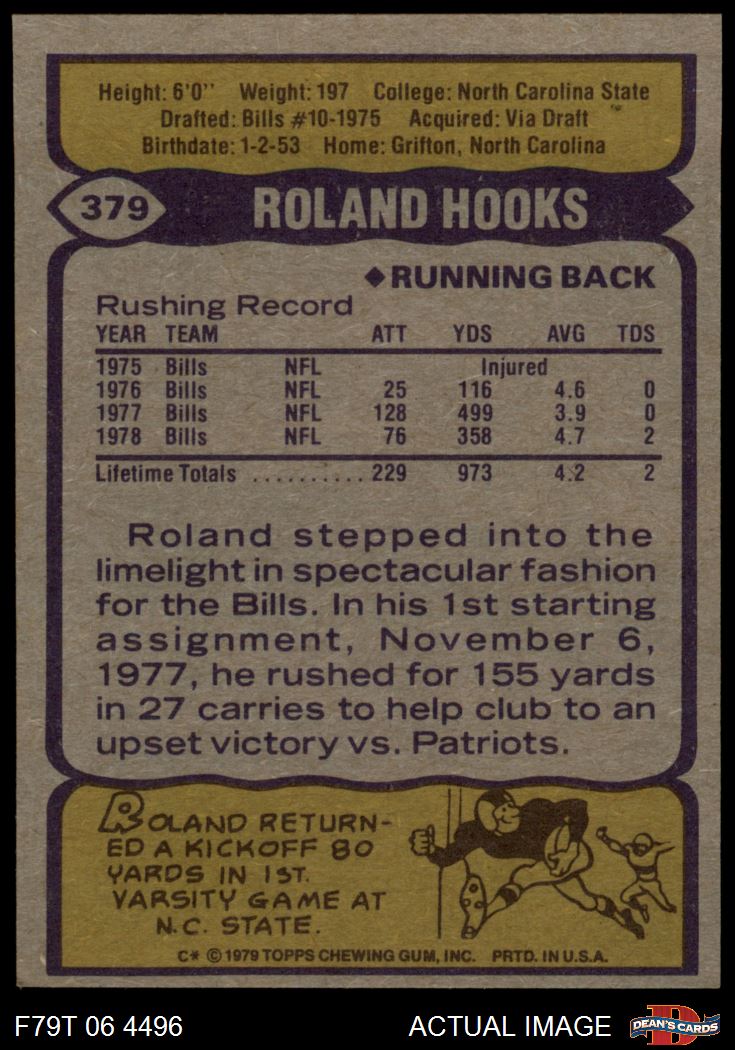 Height: 6'0'' Weight: 197 College: North Carolina State
Drafted: Bills #10-1975 Acquired: Via Draft
Birthdate: 1-2-53 Home: Grifton, North Carolina
379 ROLAND HOOKS
◆RUNNING BACK
Rushing Record
YEAR TEAM ATT YDS AVG TDS
1975 Bills NFL Injured
1976 Bills NFL 25 116 4.6 0
1977 Bills NFL 128 499 3.9 0
1978 Bills NFL 76 358 4.7 2
Lifetime Totals .......... 229 973 4.2 2
Roland stepped into the
limelight in spectacular fashion
for the Bills. In his 1st starting
assignment, November 6,
1977, he rushed for 155 yards
in 27 carries to help club to an
upset victory vs. Patriots.
ROLAND RETURN-
ED A KICKOFF 80
YARDS IN 1ST.
VARSITY GAME AT
N.C. STATE.
C* © 1979 TOPPS CHEWING GUM, INC. PRTD. IN U.S.A.
F79T 06 4496 ACTUAL IMAGE D DEAN'S CARDS